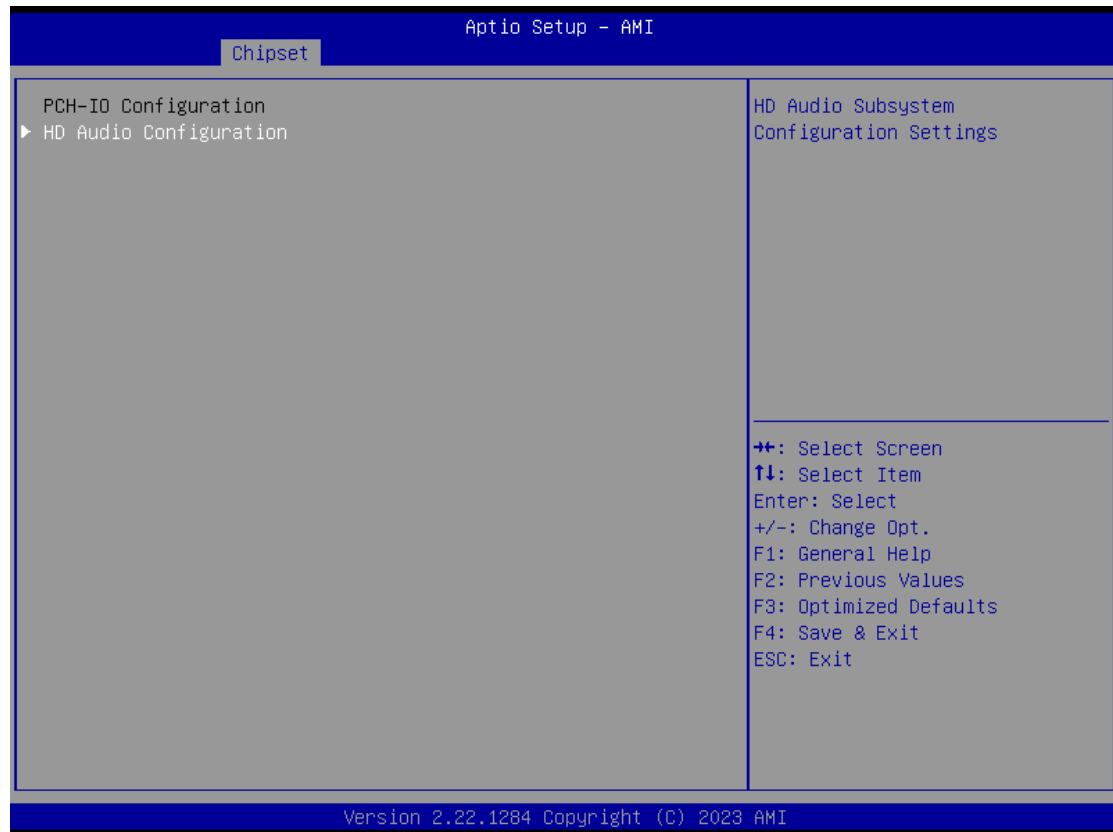 Aptio Setup – AMI
Chipset
PCH-IO Configuration
▶ HD Audio Configuration
HD Audio Subsystem
Configuration Settings
→←: Select Screen
↑↓: Select Item
Enter: Select
+/-: Change Opt.
F1: General Help
F2: Previous Values
F3: Optimized Defaults
F4: Save & Exit
ESC: Exit
Version 2.22.1284 Copyright (C) 2023 AMI